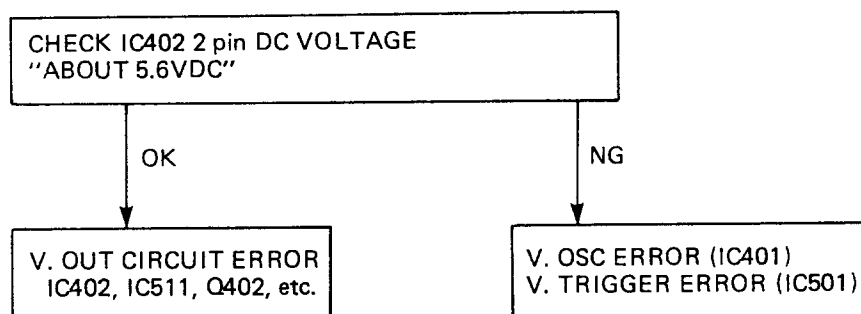 CHECK IC402 2 pin DC VOLTAGE
"ABOUT 5.6VDC"
OK
NG
V. OUT CIRCUIT ERROR
IC402, IC511, Q402, etc.
V. OSC ERROR (IC401)
V. TRIGGER ERROR (IC501)